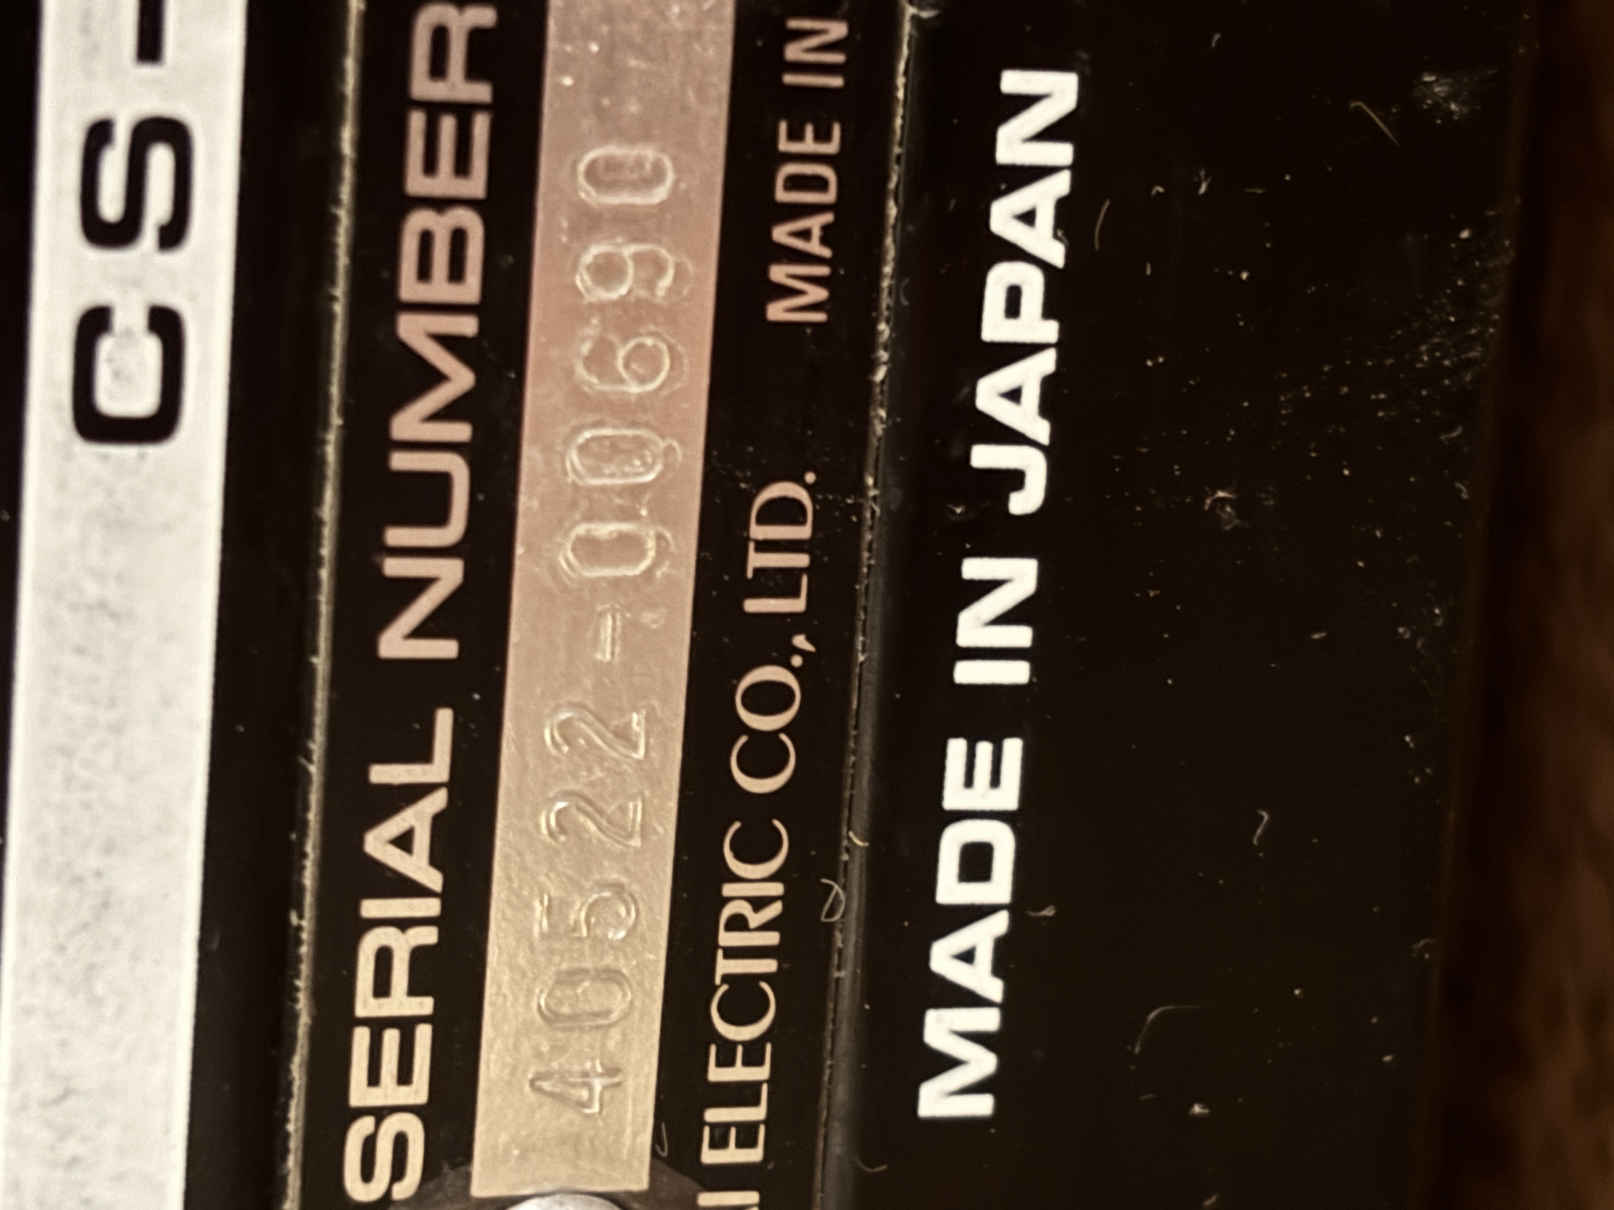 CS-
SERIAL NUMBER
40522-00690
ELECTRIC CO., LTD. MADE IN
MADE IN JAPAN